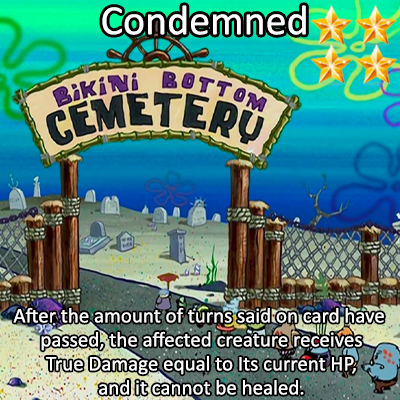 Condemned
BiKiNi BOTTOM
CEMETERY
After the amount of turns said on card have
passed, the affected creature receives
True Damage equal to Its current HP,
and it cannot be healed.